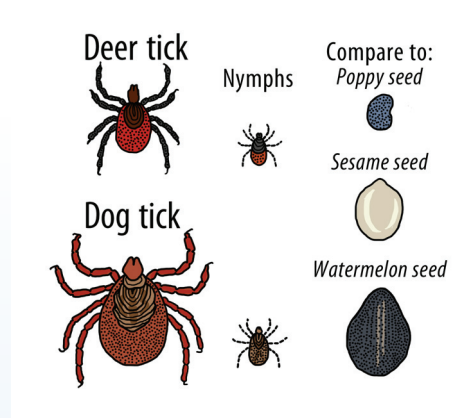 Deer tick
Nymphs
Compare to:
Poppy seed
Sesame seed
Dog tick
Watermelon seed